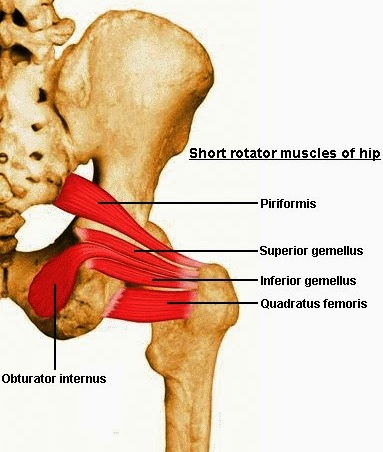 Short rotator muscles of hip
Piriformis
Superior gemellus
Inferior gemellus
Quadratus femoris
Obturator internus